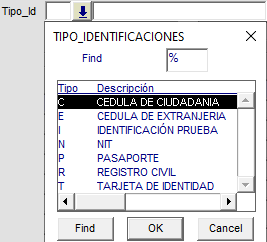 Tipo_Id
TIPO_IDENTIFICACIONES
Find %
Tipo Descripción
C CEDULA DE CIUDADANIA
E CEDULA DE EXTRANJERIA
I IDENTIFICACIÓN PRUEBA
N NIT
P PASAPORTE
R REGISTRO CIVIL
T TARJETA DE IDENTIDAD
Find OK Cancel